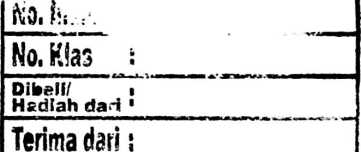 No.
No. Klas :
Dibeli/
Hadiah dari :
Terima dari :